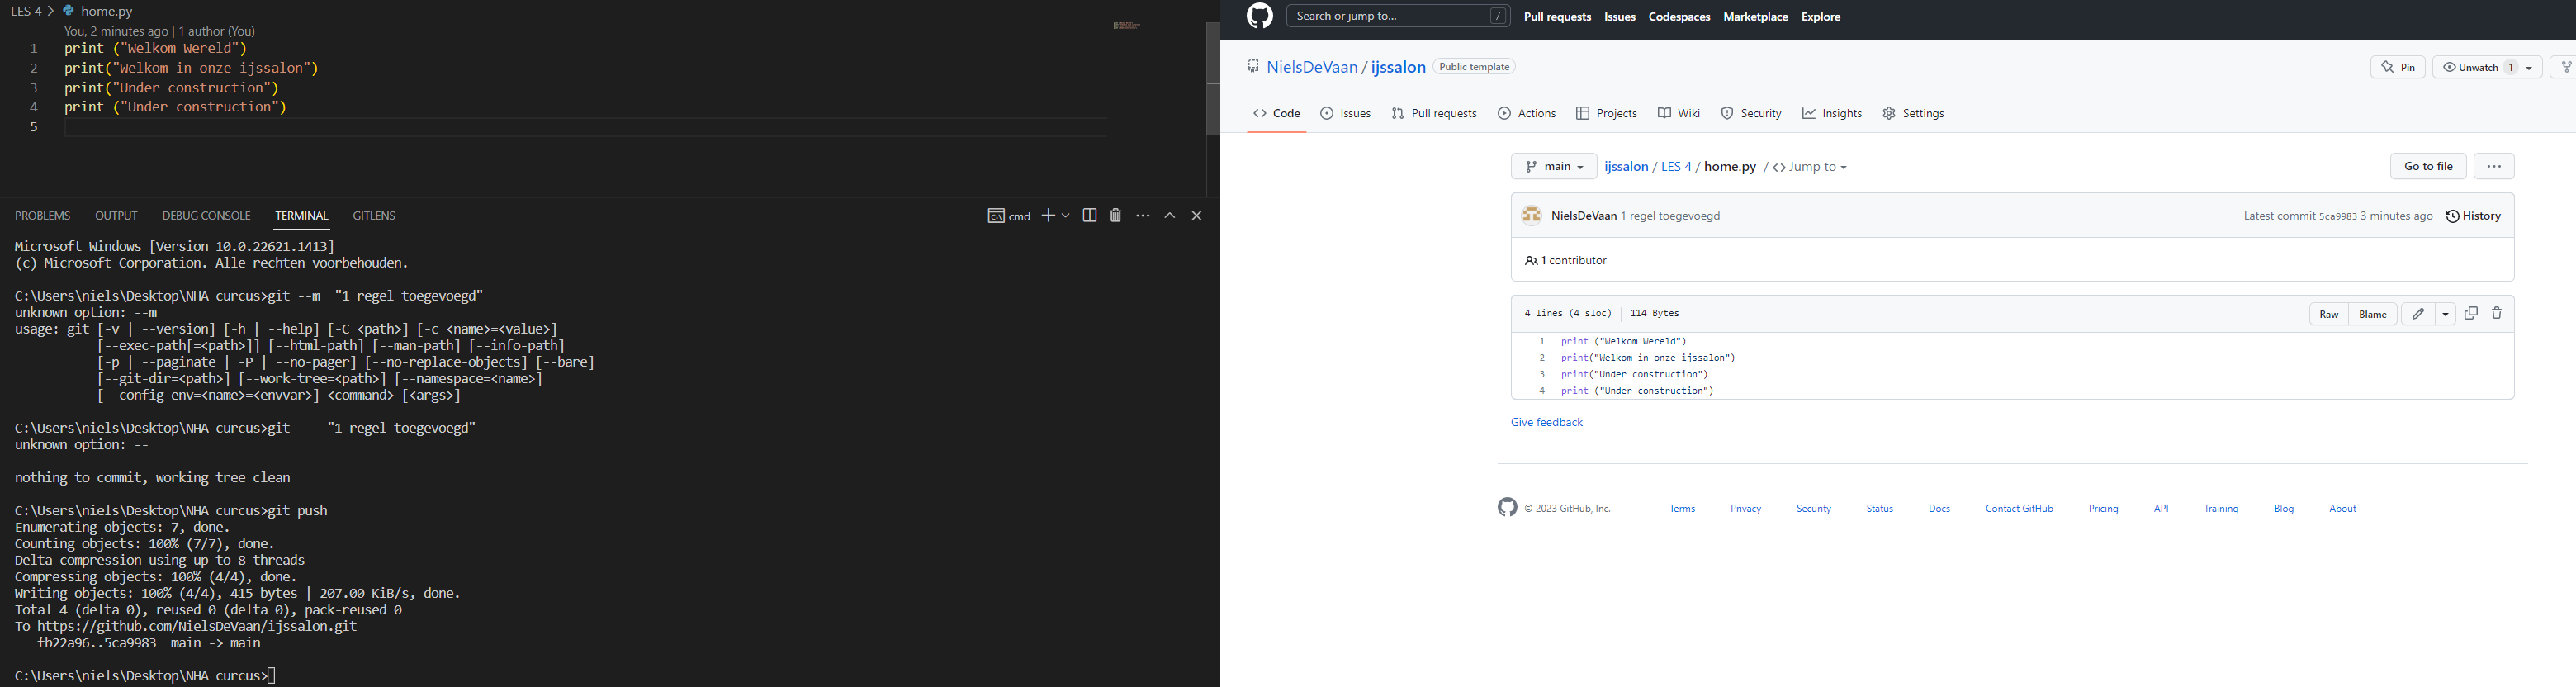 LES 4 > home.py
You, 2 minutes ago | 1 author (You)
1 print ("Welkom Wereld")
2 print("Welkom in onze ijssalon")
3 print("Under construction")
4 print ("Under construction")
5
PROBLEMS OUTPUT DEBUG CONSOLE TERMINAL GITLENS
cmd
Microsoft Windows [Version 10.0.22621.1413]
(c) Microsoft Corporation. Alle rechten voorbehouden.
C:\Users\niels\Desktop\NHA curcus>git --m  "1 regel toegevoegd"
unknown option: --m
usage: git [-v | --version] [-h | --help] [-C <path>] [-c <name>=<value>]
           [--exec-path[=<path>]] [--html-path] [--man-path] [--info-path]
           [-p | --paginate | -P | --no-pager] [--no-replace-objects] [--bare]
           [--git-dir=<path>] [--work-tree=<path>] [--namespace=<name>]
           [--config-env=<name>=<envvar>] <command> [<args>]
C:\Users\niels\Desktop\NHA curcus>git --  "1 regel toegevoegd"
unknown option: --
nothing to commit, working tree clean
C:\Users\niels\Desktop\NHA curcus>git push
Enumerating objects: 7, done.
Counting objects: 100% (7/7), done.
Delta compression using up to 8 threads
Compressing objects: 100% (4/4), done.
Writing objects: 100% (4/4), 415 bytes | 207.00 KiB/s, done.
Total 4 (delta 0), reused 0 (delta 0), pack-reused 0
To https://github.com/NielsDeVaan/ijssalon.git
   fb22a96..5ca9983  main -> main
C:\Users\niels\Desktop\NHA curcus>
Search or jump to... / Pull requests Issues Codespaces Marketplace Explore
NielsDeVaan / ijssalon Public template
Pin Unwatch 1
Code Issues Pull requests Actions Projects Wiki Security Insights Settings
main ijssalon / LES 4 / home.py / <> Jump to
Go to file ...
NielsDeVaan 1 regel toegevoegd Latest commit 5ca9983 3 minutes ago History
1 contributor
4 lines (4 sloc) 114 Bytes Raw Blame
1 print ("Welkom Wereld")
2 print("Welkom in onze ijssalon")
3 print("Under construction")
4 print ("Under construction")
Give feedback
© 2023 GitHub, Inc. Terms Privacy Security Status Docs Contact GitHub Pricing API Training Blog About